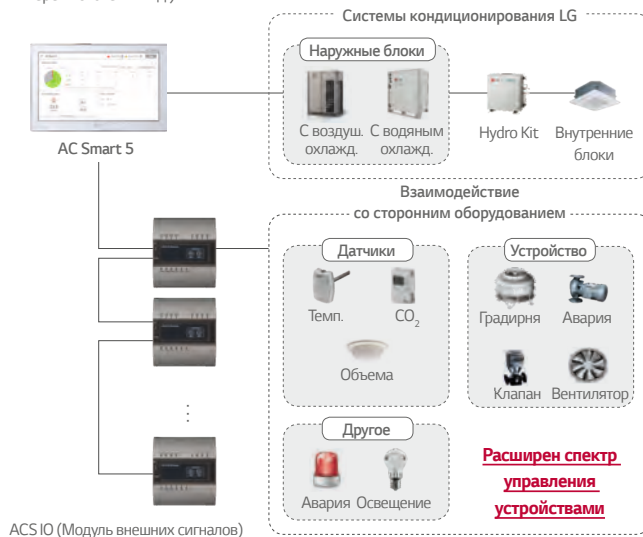 Системы кондиционирования LG
Наружные блоки
AC Smart 5
С воздуш.
охлажд.
С водяным
охлажд.
Hydro Kit
Внутренние
блоки
Взаимодействие
со сторонним оборудованием
Датчики
Устройство
Темп.
CO2
Градирня
Авария
Объема
Клапан
Вентилятор
Другое
Авария
Освещение
Расширен спектр
управления
устройствами
ACS IO (Модуль внешних сигналов)